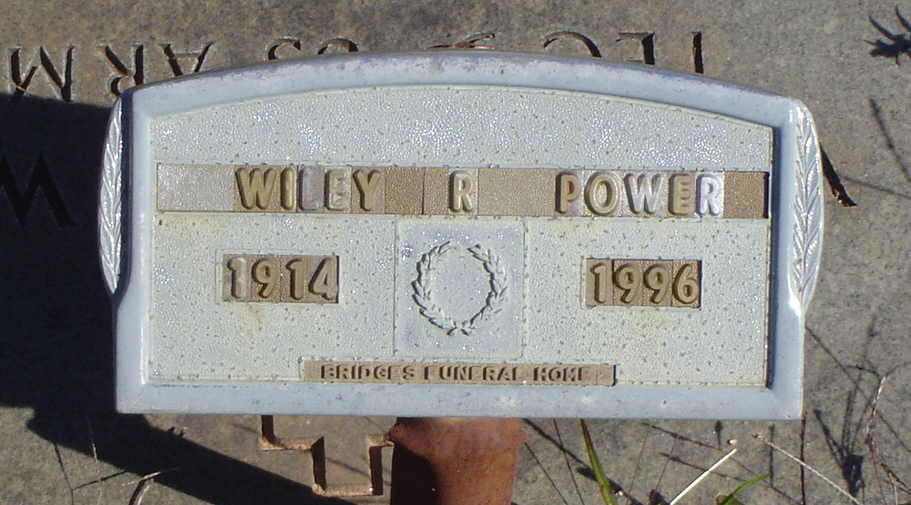 WILEY R POWER
1914 1996
BRIDGES FUNERAL HOME